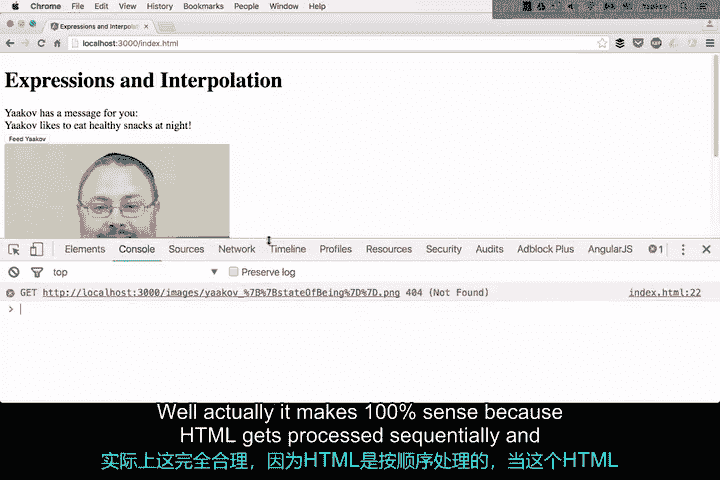 Chrome File Edit View History Bookmarks People Window Help
Yaakov
Expressions and Interpolat
localhost:3000/index.html
Expressions and Interpolation
Yaakov has a message for you:
Yaakov likes to eat healthy snacks at night!
Feed Yaakov
Elements Console Sources Network Timeline Profiles Resources Security Audits Adblock Plus AngularJS 1
top Preserve log
GET http://localhost:3000/images/yaakov_%7B%7BstateOfBeing%7D%7D.png 404 (Not Found) index.html:22
Well actually it makes 100% sense because
HTML gets processed sequentially and
实际上这完全合理，因为HTML是按顺序处理的，当这个HTML